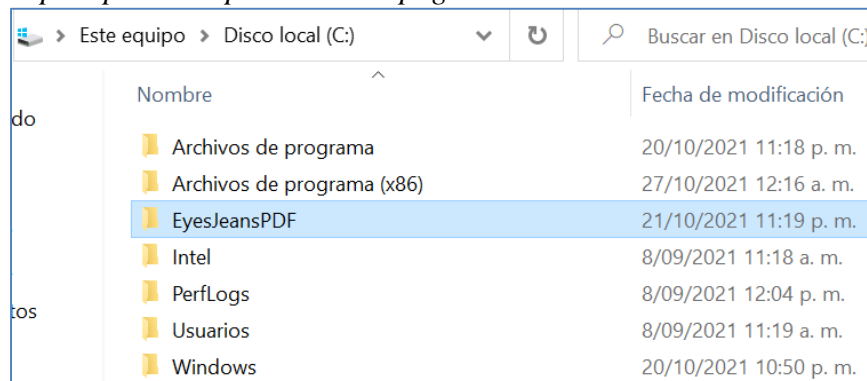 Este equipo > Disco local (C:) Buscar en Disco local (C:)
Nombre Fecha de modificación
do
Archivos de programa 20/10/2021 11:18 p. m.
Archivos de programa (x86) 27/10/2021 12:16 a. m.
EyesJeansPDF 21/10/2021 11:19 p. m.
Intel 8/09/2021 11:18 a. m.
PerfLogs 8/09/2021 12:04 p. m.
tos
Usuarios 8/09/2021 11:19 a. m.
Windows 20/10/2021 10:50 p. m.